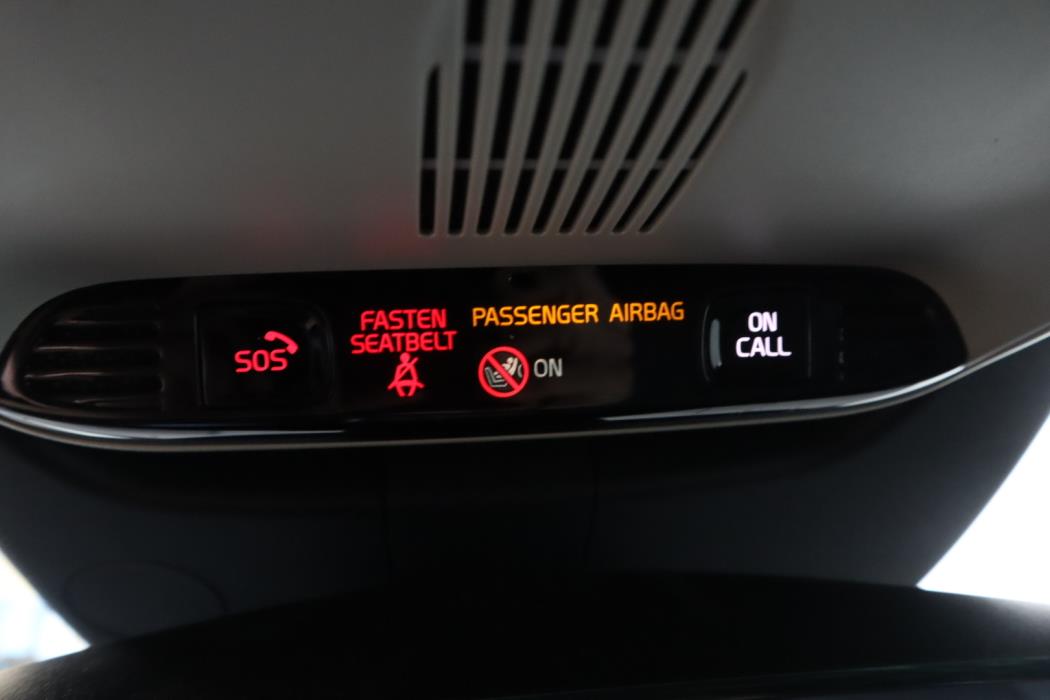 SOS
FASTEN
SEATBELT
PASSENGER AIRBAG
ON
ON
CALL